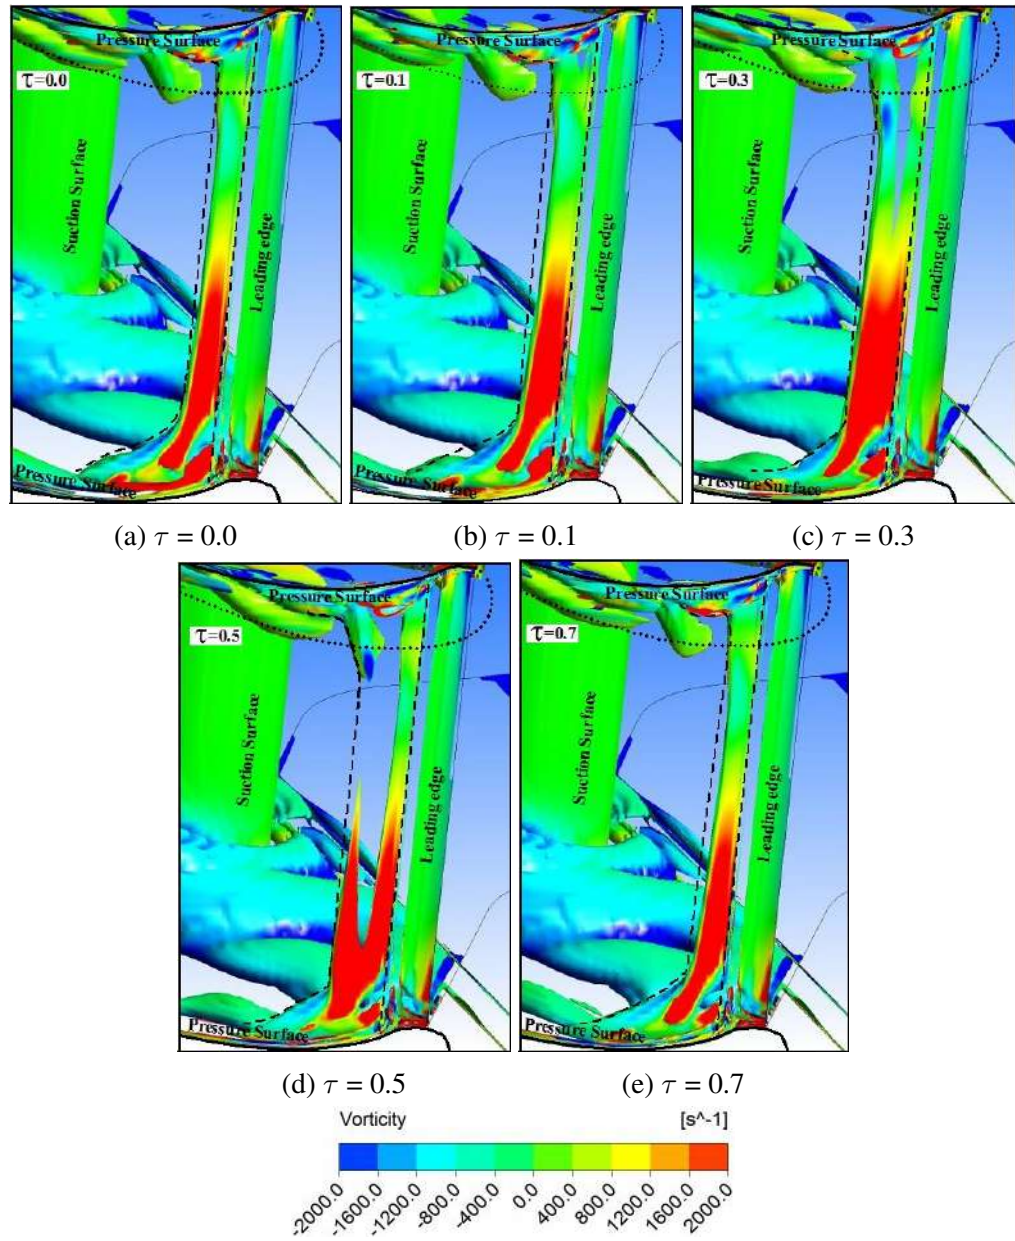 Pressure Surface
τ=0.0
Suction Surface
Leading edge
Pressure Surface
Pressure Surface
τ=0.1
Suction Surface
Leading edge
Pressure Surface
Pressure Surface
τ=0.3
Suction Surface
Leading edge
Pressure Surface
(a) τ = 0.0
(b) τ = 0.1
(c) τ = 0.3
Pressure Surface
τ=0.5
Suction Surface
Leading edge
Pressure Surface
Pressure Surface
τ=0.7
Suction Surface
Leading edge
Pressure Surface
(d) τ = 0.5
(e) τ = 0.7
Vorticity [s^-1]
-2000.0 -1600.0 -1200.0 -800.0 -400.0 0.0 400.0 800.0 1200.0 1600.0 2000.0